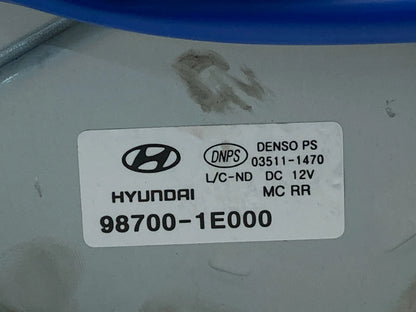 DNPS DENSO PS
03511-1470
L/C-ND DC 12V
HYUNDAI MC RR
98700-1E000